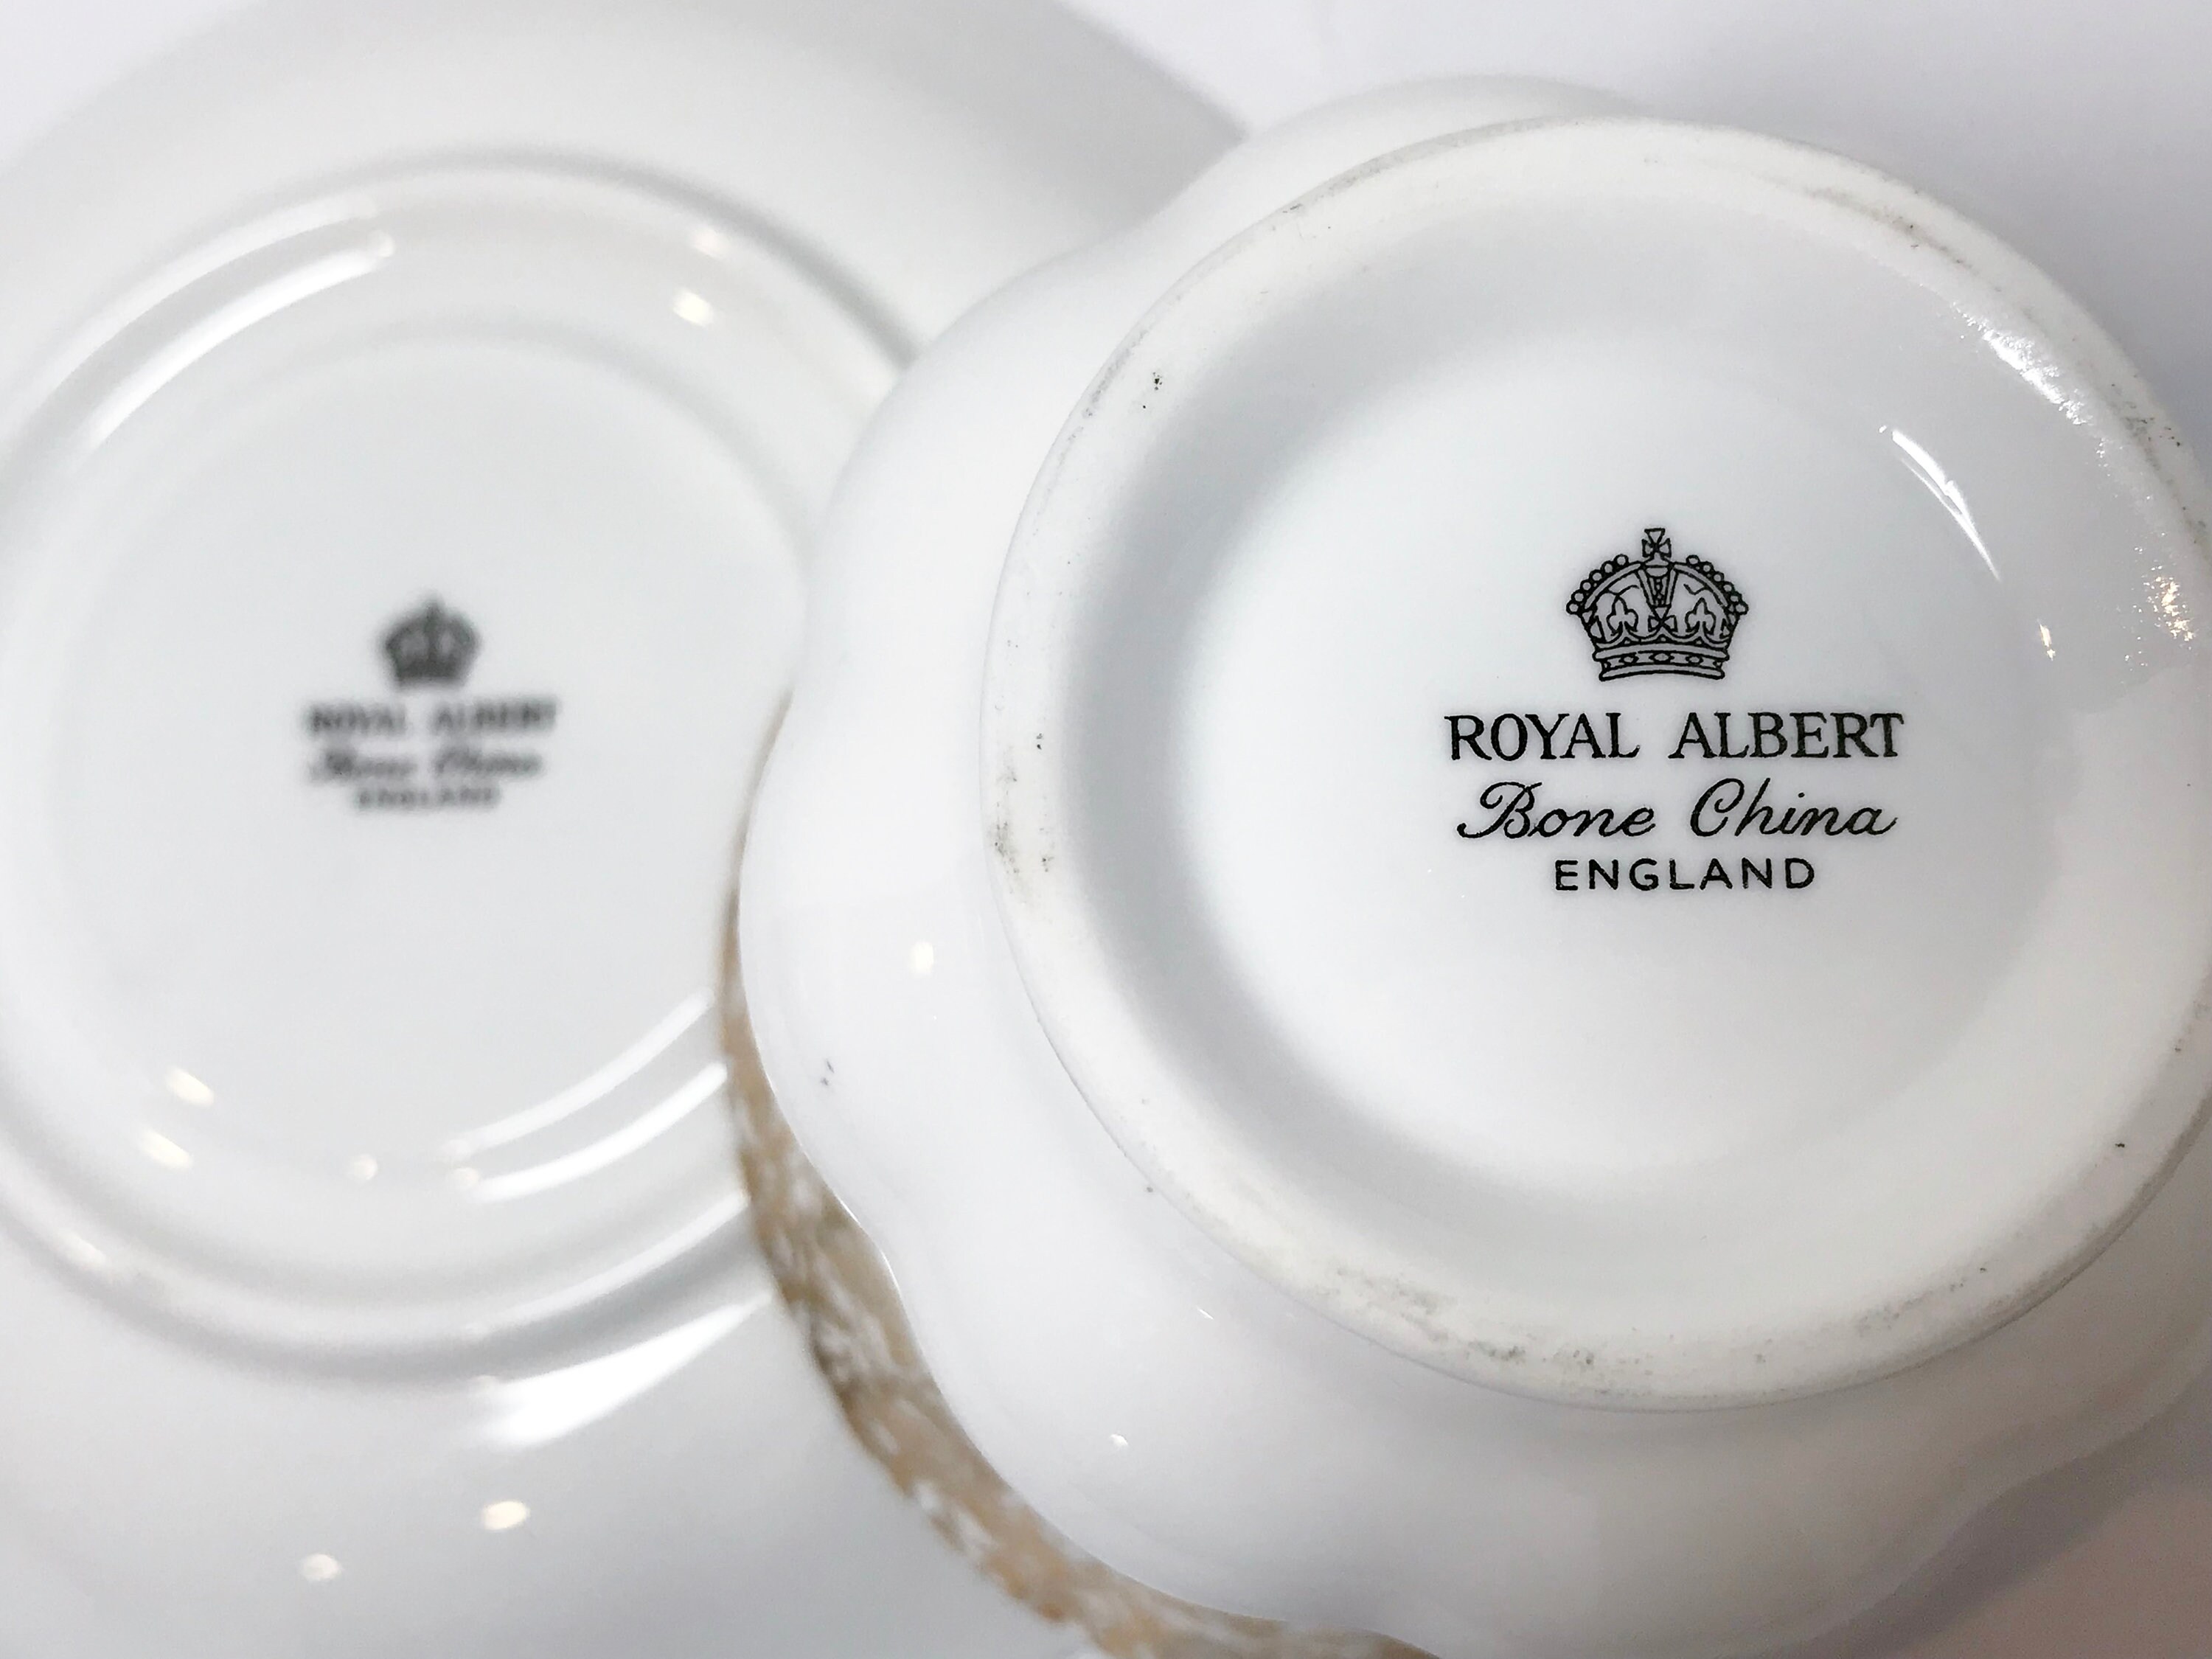 ROYAL ALBERT
Bone China
ENGLAND
ROYAL ALBERT
Bone China
ENGLAND